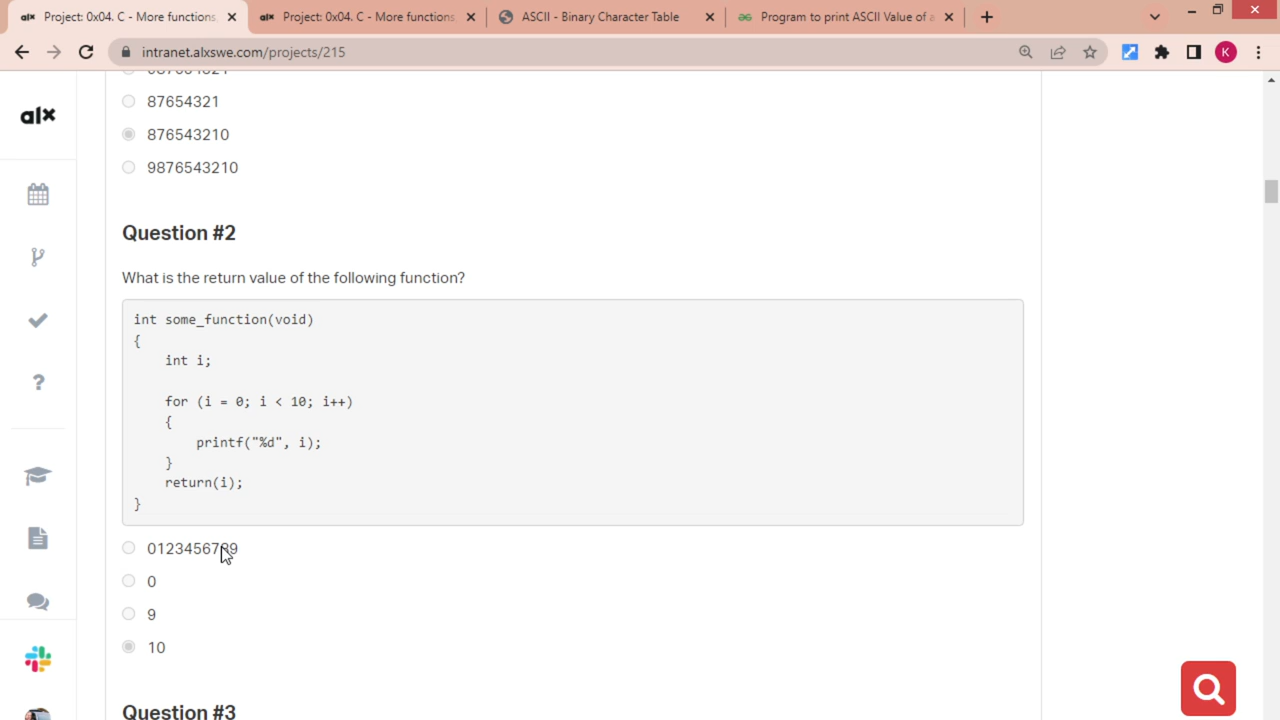 Project: 0x04. C - More functions,
Project: 0x04. C - More functions,
ASCII - Binary Character Table
Program to print ASCII Value of a
intranet.alxswe.com/projects/215
K
alx
87654321
876543210
9876543210
Question #2
What is the return value of the following function?
int some_function(void)
{
int i;
for (i = 0; i < 10; i++)
{
printf("%d", i);
}
return(i);
}
0123456789
0
9
10
Question #3